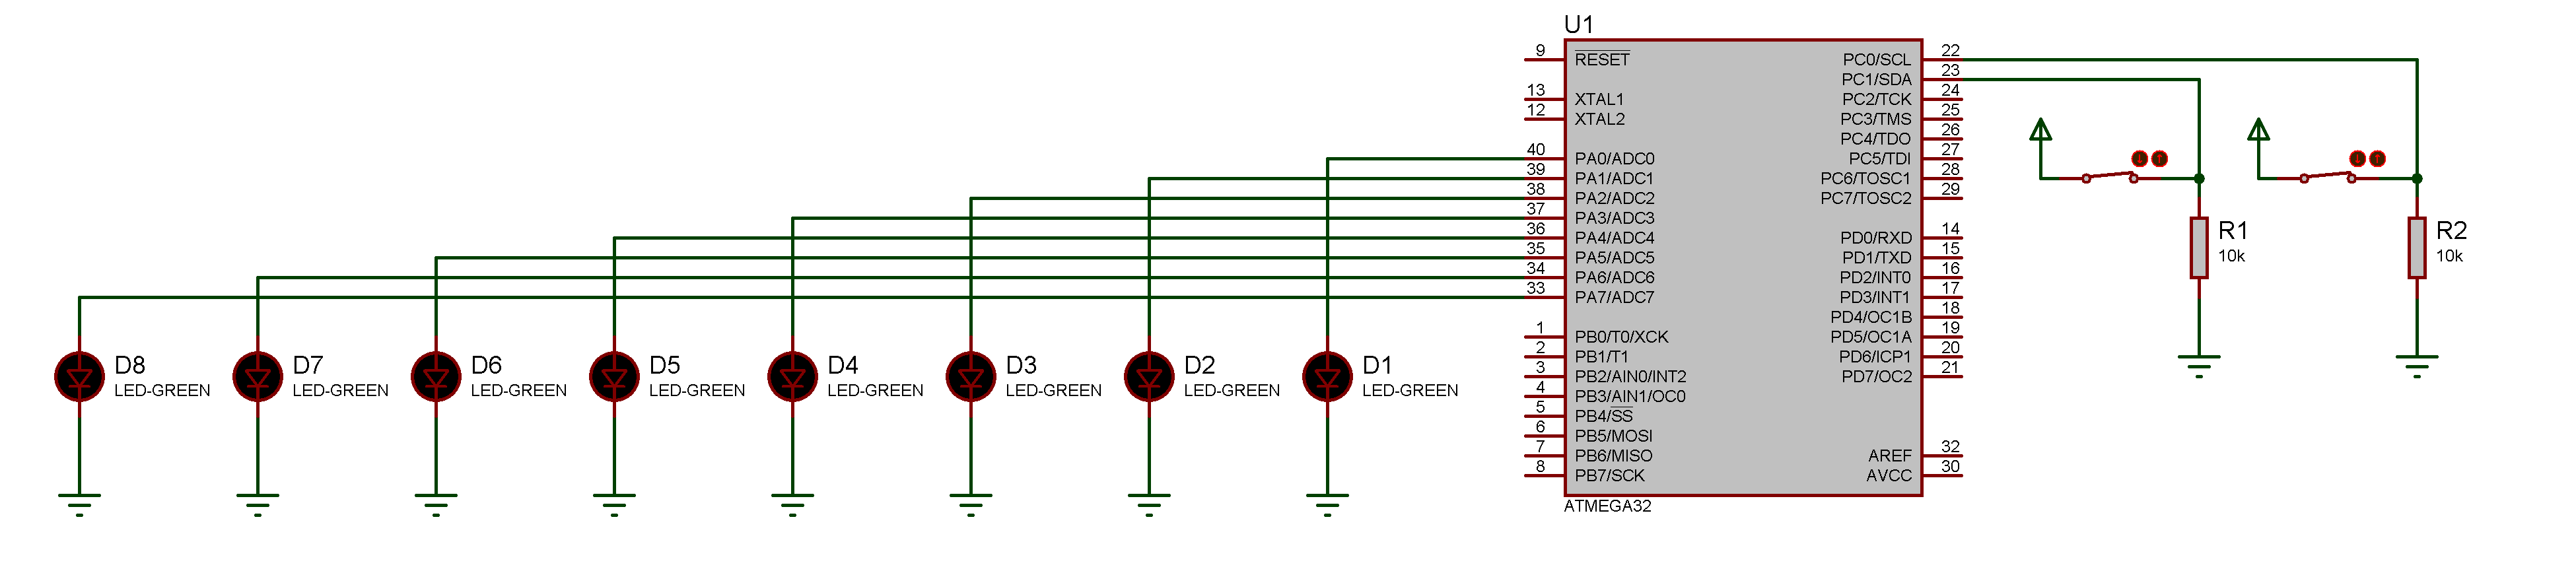 U1
9 RESET PC0/SCL 22
PC1/SDA 23
13 XTAL1 PC2/TCK 24
12 XTAL2 PC3/TMS 25
PC4/TDO 26
40 PA0/ADC0 PC5/TDI 27
39 PA1/ADC1 PC6/TOSC1 28
38 PA2/ADC2 PC7/TOSC2 29
37 PA3/ADC3
36 PA4/ADC4 PD0/RXD 14
35 PA5/ADC5 PD1/TXD 15
34 PA6/ADC6 PD2/INT0 16
33 PA7/ADC7 PD3/INT1 17
PD4/OC1B 18
1 PB0/T0/XCK PD5/OC1A 19
2 PB1/T1 PD6/ICP1 20
3 PB2/AIN0/INT2 PD7/OC2 21
4 PB3/AIN1/OC0
5 PB4/SS
6 PB5/MOSI
7 PB6/MISO AREF 32
8 PB7/SCK AVCC 30
ATMEGA32
R1
10k
R2
10k
D8
LED-GREEN
D7
LED-GREEN
D6
LED-GREEN
D5
LED-GREEN
D4
LED-GREEN
D3
LED-GREEN
D2
LED-GREEN
D1
LED-GREEN